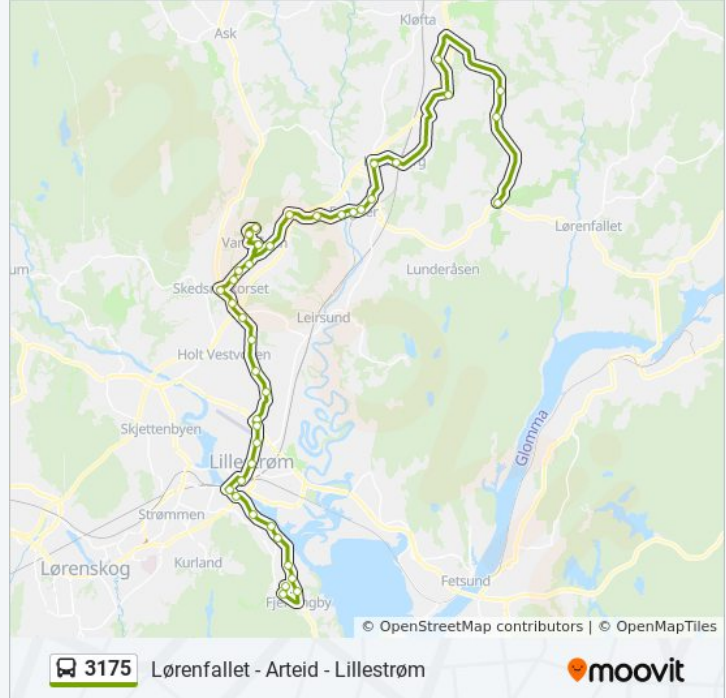 Kløfta
Ask
Lørenfallet
Lunderåsen
Leirsund
Holt Vestvollen
Skjettenbyen
Glomma
Lillestrøm
Strømmen
Kurland
Lørenskog
Fetsund
© OpenStreetMap contributors | © OpenMapTiles
3175 Lørenfallet - Arteid - Lillestrøm
moovit